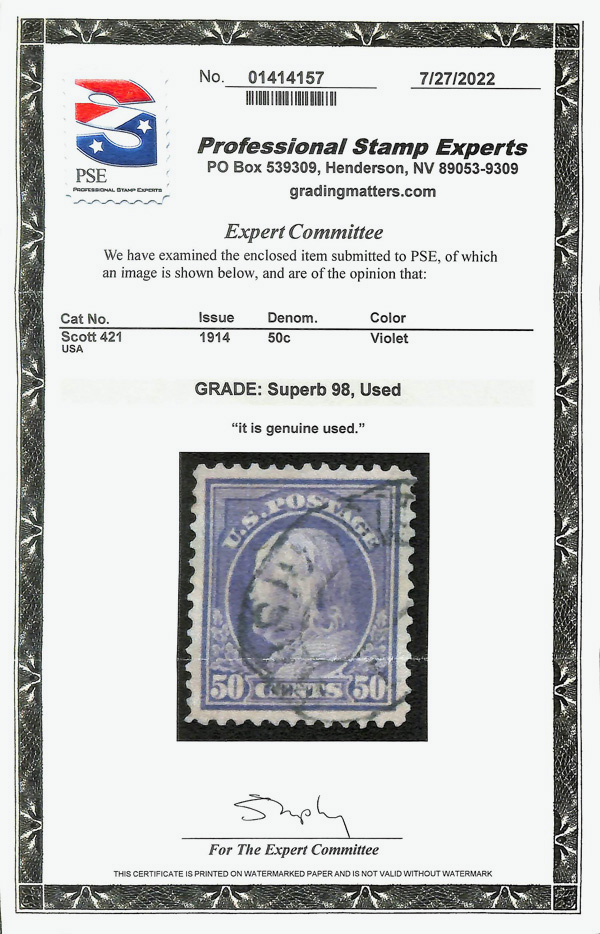 No. 01414157 7/27/2022
PSE
PROFESSIONAL STAMP EXPERTS
Professional Stamp Experts
PO Box 539309, Henderson, NV 89053-9309
gradingmatters.com
Expert Committee
We have examined the enclosed item submitted to PSE, of which
an image is shown below, and are of the opinion that:
Cat No. Issue Denom. Color
Scott 421 1914 50c Violet
USA
GRADE: Superb 98, Used
“it is genuine used.”
U.S. POSTAGE
50 CENTS 50
For The Expert Committee
THIS CERTIFICATE IS PRINTED ON WATERMARKED PAPER AND IS NOT VALID WITHOUT WATERMARK